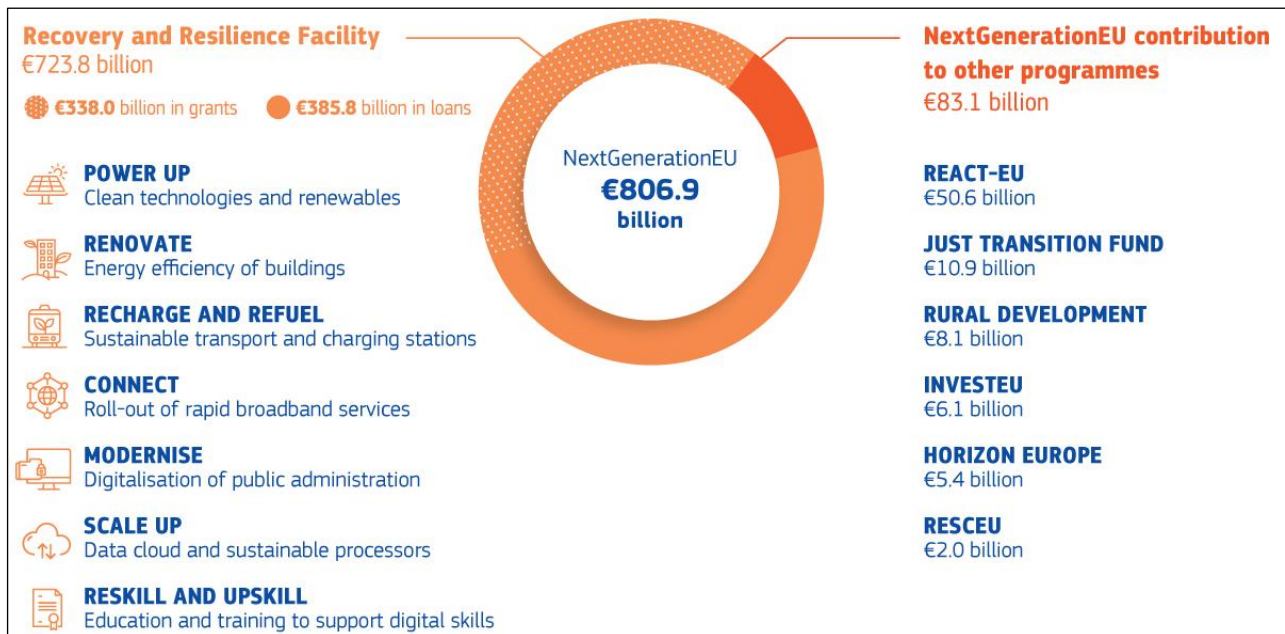 Recovery and Resilience Facility
€723.8 billion
€338.0 billion in grants
€385.8 billion in loans
POWER UP
Clean technologies and renewables
RENOVATE
Energy efficiency of buildings
RECHARGE AND REFUEL
Sustainable transport and charging stations
CONNECT
Roll-out of rapid broadband services
MODERNISE
Digitalisation of public administration
SCALE UP
Data cloud and sustainable processors
RESKILL AND UPSKILL
Education and training to support digital skills
NextGenerationEU
€806.9
billion
NextGenerationEU contribution
to other programmes
€83.1 billion
REACT-EU
€50.6 billion
JUST TRANSITION FUND
€10.9 billion
RURAL DEVELOPMENT
€8.1 billion
INVESTEU
€6.1 billion
HORIZON EUROPE
€5.4 billion
RESCEU
€2.0 billion